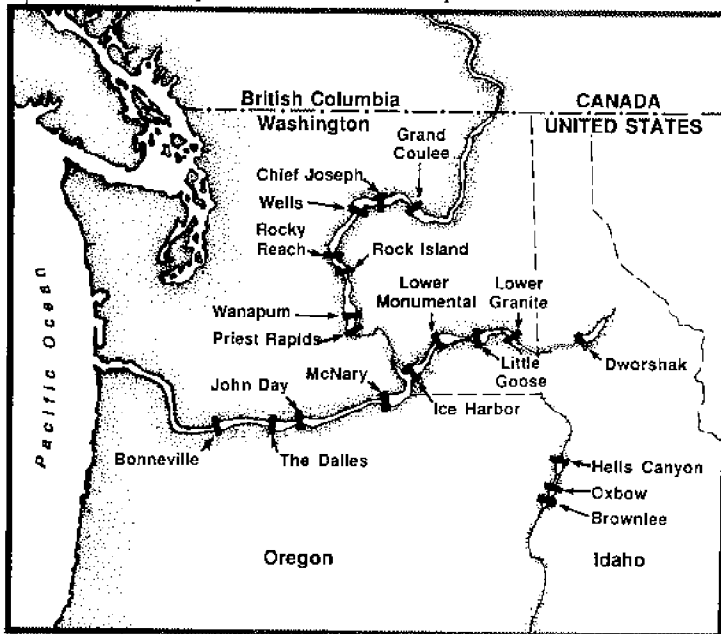 British Columbia
Washington
CANADA
UNITED STATES
Grand
Coulee
Chief Joseph
Wells
Rocky
Reach
Rock Island
Lower
Monumental
Lower
Granite
Wanapum
Priest Rapids
Little
Goose
Dworshak
McNary
John Day
Ice Harbor
Bonneville
The Dalles
Hells Canyon
Oxbow
Brownlee
Oregon
Idaho
Pacific Ocean